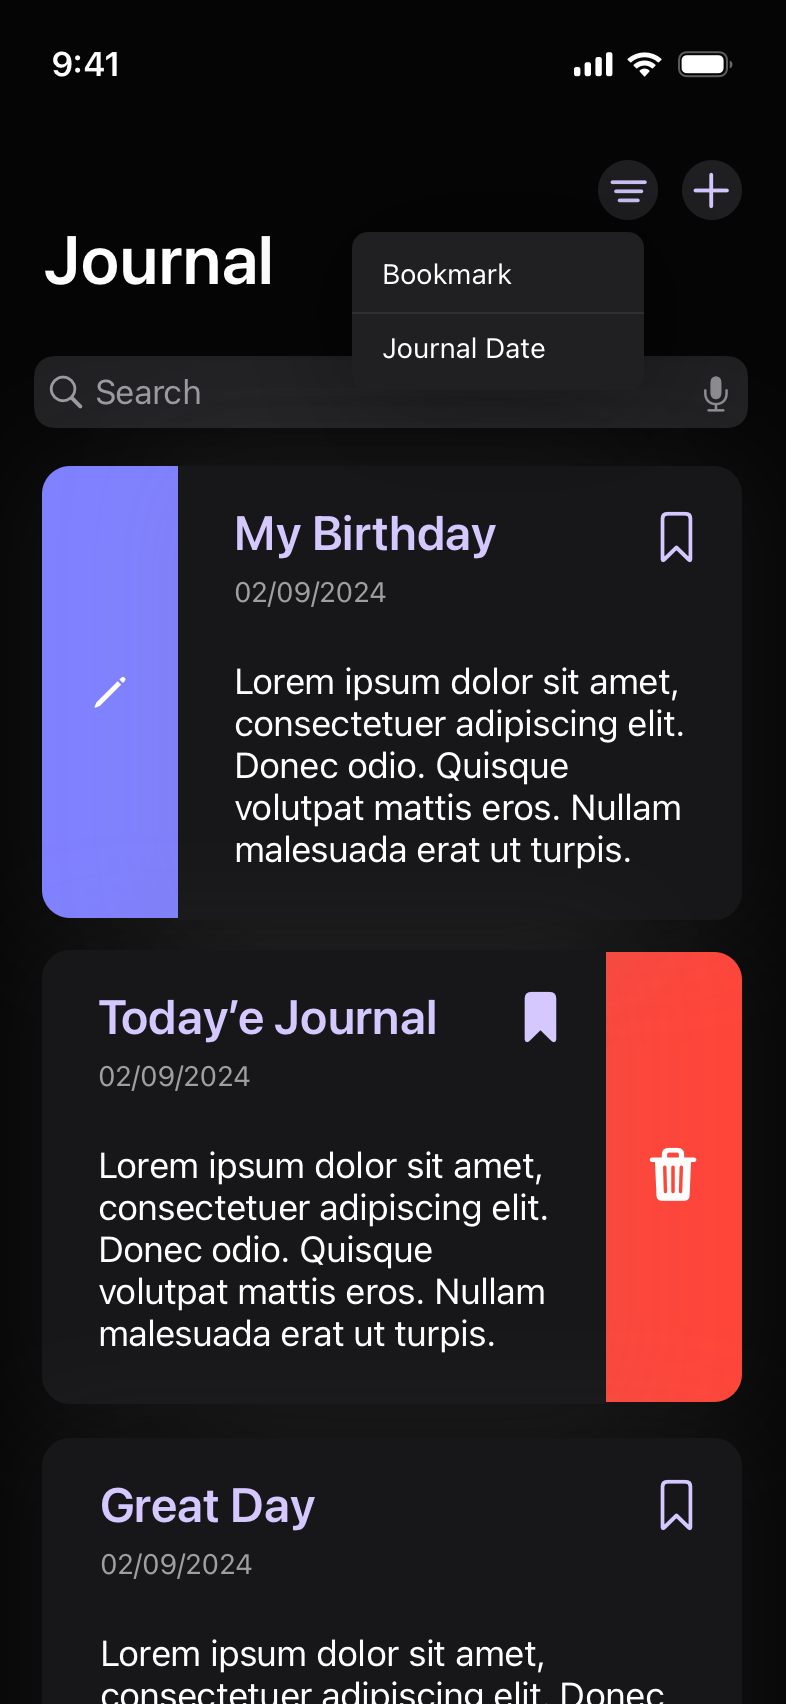 9:41
Journal
Bookmark
Journal Date
Search
My Birthday
02/09/2024
Lorem ipsum dolor sit amet,
consectetuer adipiscing elit.
Donec odio. Quisque
volutpat mattis eros. Nullam
malesuada erat ut turpis.
Today’e Journal
02/09/2024
Lorem ipsum dolor sit amet,
consectetuer adipiscing elit.
Donec odio. Quisque
volutpat mattis eros. Nullam
malesuada erat ut turpis.
Great Day
02/09/2024
Lorem ipsum dolor sit amet,
consectetuer adipiscing elit. Donec